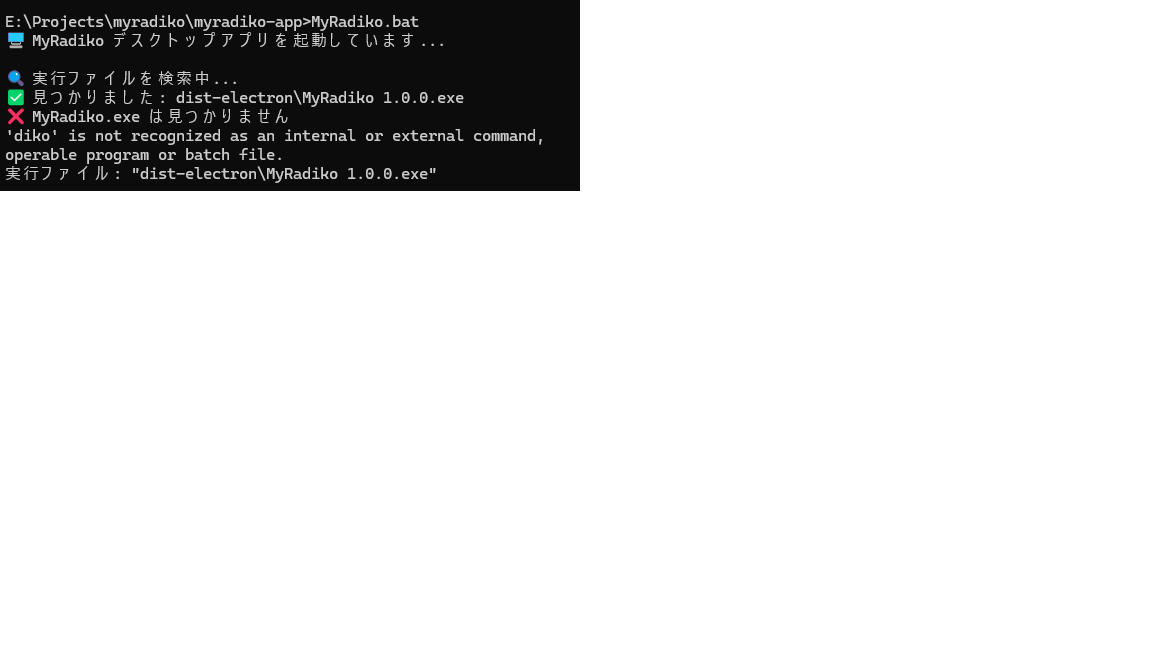 E:\Projects\myradiko\myradiko-app>MyRadiko.bat
🖥️ MyRadiko デスクトップアプリを起動しています...
🔍 実行ファイルを検索中...
✅ 見つかりました: dist-electron\MyRadiko 1.0.0.exe
❌ MyRadiko.exe は見つかりません
'diko' is not recognized as an internal or external command,
operable program or batch file.
実行ファイル: "dist-electron\MyRadiko 1.0.0.exe"